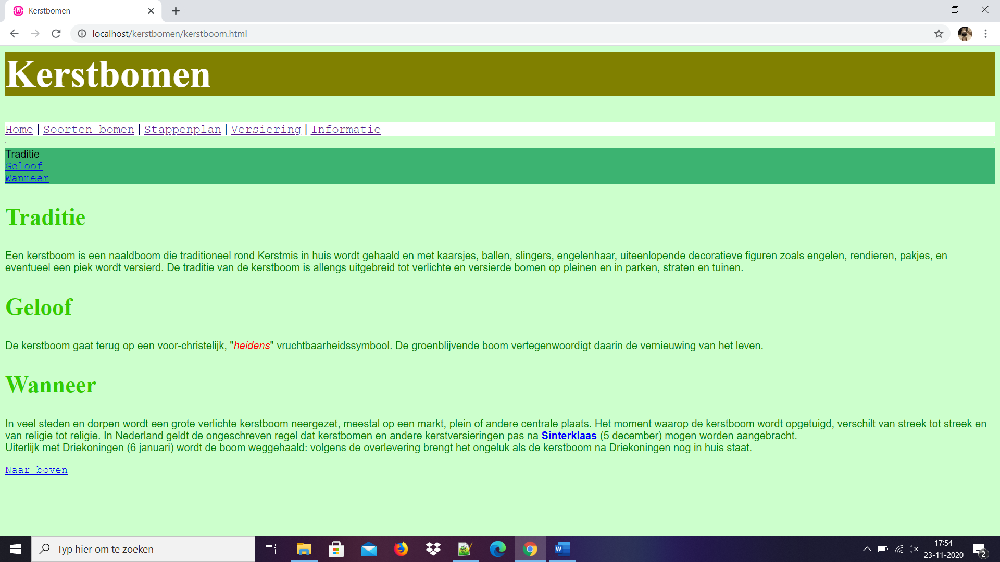 Kerstbomen
localhost/kerstbomen/kerstboom.html
Kerstbomen
Home | Soorten bomen | Stappenplan | Versiering | Informatie
Traditie
Geloof
Wanneer
Traditie
Een kerstboom is een naaldboom die traditioneel rond Kerstmis in huis wordt gehaald en met kaarsjes, ballen, slingers, engelenhaar, uiteenlopende decoratieve figuren zoals engelen, rendieren, pakjes, en
eventueel een piek wordt versierd. De traditie van de kerstboom is allengs uitgebreid tot verlichte en versierde bomen op pleinen en in parken, straten en tuinen.
Geloof
De kerstboom gaat terug op een voor-christelijk, "heidens" vruchtbaarheidssymbool. De groenblijvende boom vertegenwoordigt daarin de vernieuwing van het leven.
Wanneer
In veel steden en dorpen wordt een grote verlichte kerstboom neergezet, meestal op een markt, plein of andere centrale plaats. Het moment waarop de kerstboom wordt opgetuigd, verschilt van streek tot streek en
van religie tot religie. In Nederland geldt de ongeschreven regel dat kerstbomen en andere kerstversieringen pas na Sinterklaas (5 december) mogen worden aangebracht.
Uiterlijk met Driekoningen (6 januari) wordt de boom weggehaald: volgens de overlevering brengt het ongeluk als de kerstboom na Driekoningen nog in huis staat.
Naar boven
Typ hier om te zoeken
17:54
23-11-2020
2